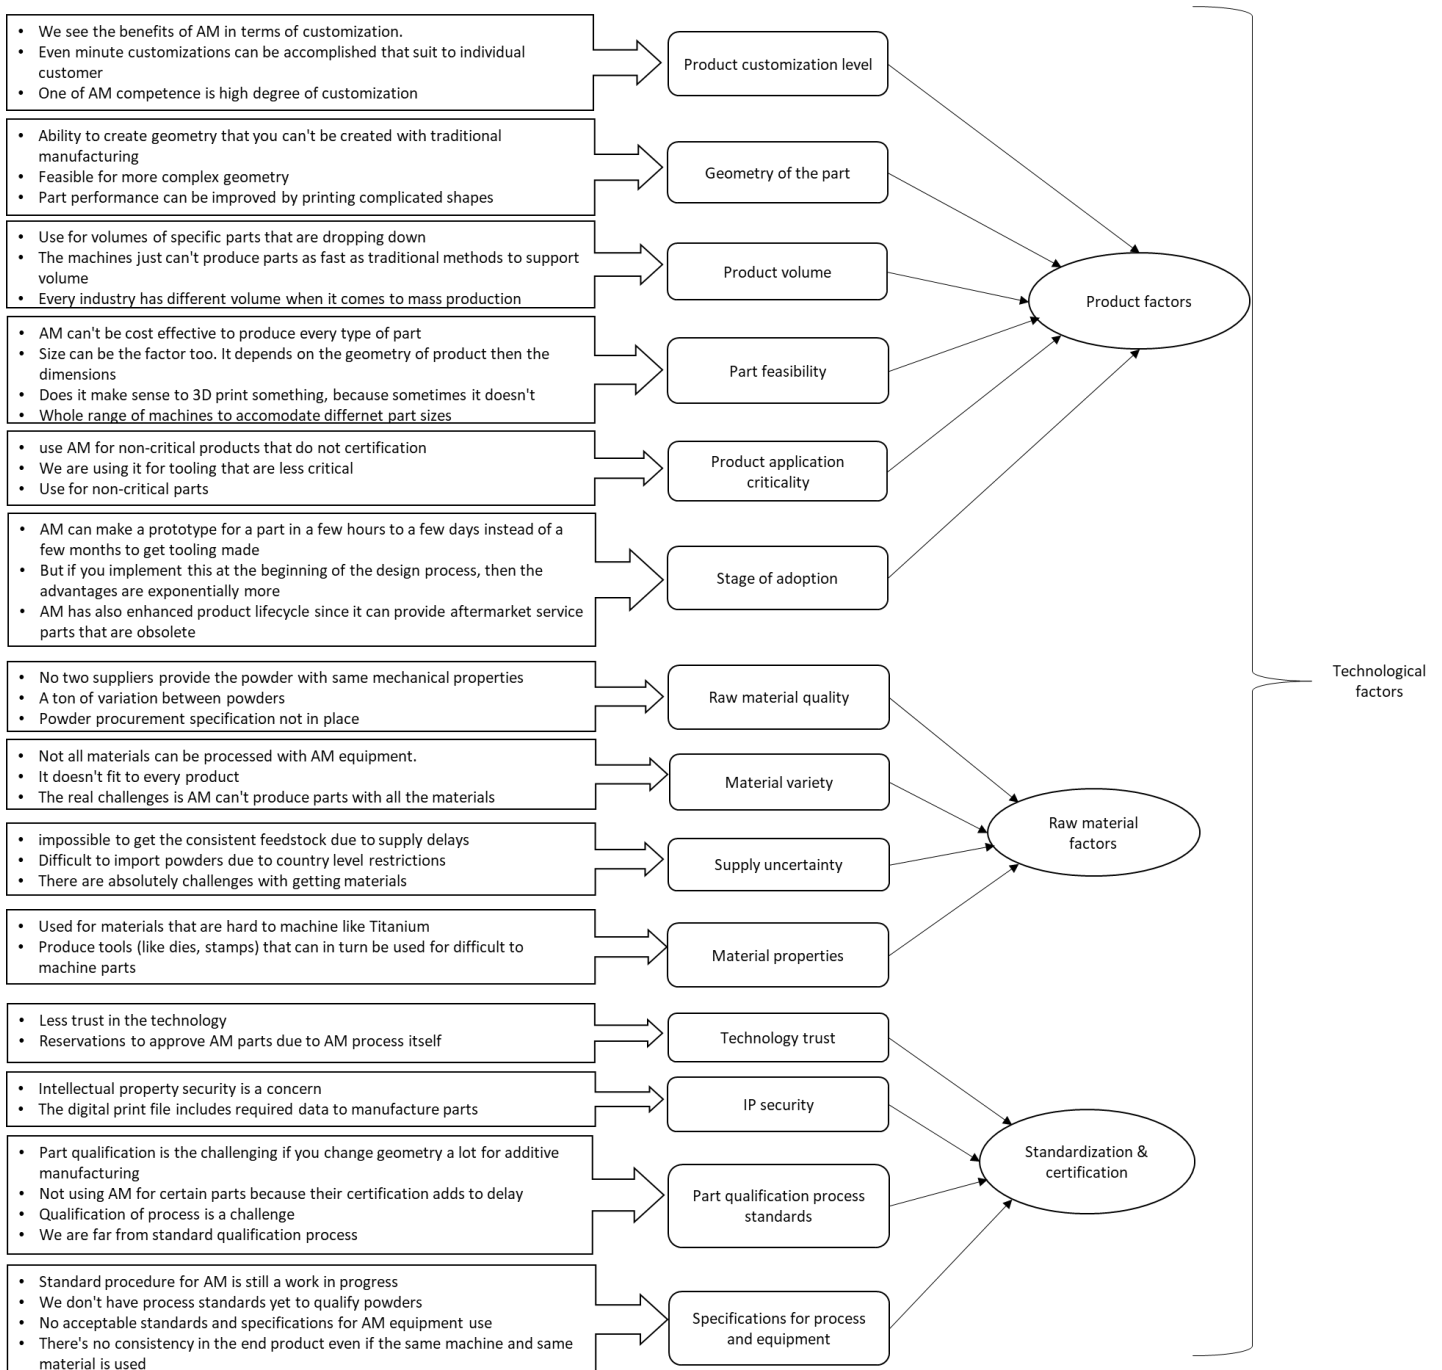 • We see the benefits of AM in terms of customization.
• Even minute customizations can be accomplished that suit to individual
customer
• One of AM competence is high degree of customization
Product customization level
• Ability to create geometry that you can't be created with traditional
manufacturing
• Feasible for more complex geometry
• Part performance can be improved by printing complicated shapes
Geometry of the part
• Use for volumes of specific parts that are dropping down
• The machines just can't produce parts as fast as traditional methods to support
volume
• Every industry has different volume when it comes to mass production
Product volume
• AM can't be cost effective to produce every type of part
• Size can be the factor too. It depends on the geometry of product then the
dimensions
• Does it make sense to 3D print something, because sometimes it doesn't
• Whole range of machines to accomodate differnet part sizes
Part feasibility
• use AM for non-critical products that do not certification
• We are using it for tooling that are less critical
• Use for non-critical parts
Product application
criticality
• AM can make a prototype for a part in a few hours to a few days instead of a
few months to get tooling made
• But if you implement this at the beginning of the design process, then the
advantages are exponentially more
• AM has also enhanced product lifecycle since it can provide aftermarket service
parts that are obsolete
Stage of adoption
Product factors
• No two suppliers provide the powder with same mechanical properties
• A ton of variation between powders
• Powder procurement specification not in place
Raw material quality
• Not all materials can be processed with AM equipment.
• It doesn't fit to every product
• The real challenges is AM can't produce parts with all the materials
Material variety
• impossible to get the consistent feedstock due to supply delays
• Difficult to import powders due to country level restrictions
• There are absolutely challenges with getting materials
Supply uncertainty
• Used for materials that are hard to machine like Titanium
• Produce tools (like dies, stamps) that can in turn be used for difficult to
machine parts
Material properties
Raw material
factors
• Less trust in the technology
• Reservations to approve AM parts due to AM process itself
Technology trust
• Intellectual property security is a concern
• The digital print file includes required data to manufacture parts
IP security
• Part qualification is the challenging if you change geometry a lot for additive
manufacturing
• Not using AM for certain parts because their certification adds to delay
• Qualification of process is a challenge
• We are far from standard qualification process
Part qualification process
standards
• Standard procedure for AM is still a work in progress
• We don't have process standards yet to qualify powders
• No acceptable standards and specifications for AM equipment use
• There's no consistency in the end product even if the same machine and same
material is used
Specifications for process
and equipment
Standardization &
certification
Technological
factors